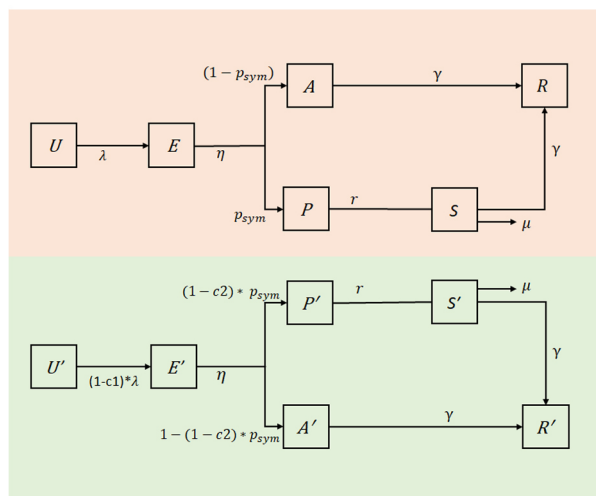 (1−p_sym)
A
γ
R
U
λ
E
η
γ
p_sym
P
r
S
μ
(1−c2)∗ p_sym
P′
r
S′
μ
U′
(1-c1)*λ
E′
η
γ
1−(1−c2)∗p_sym
A′
γ
R′